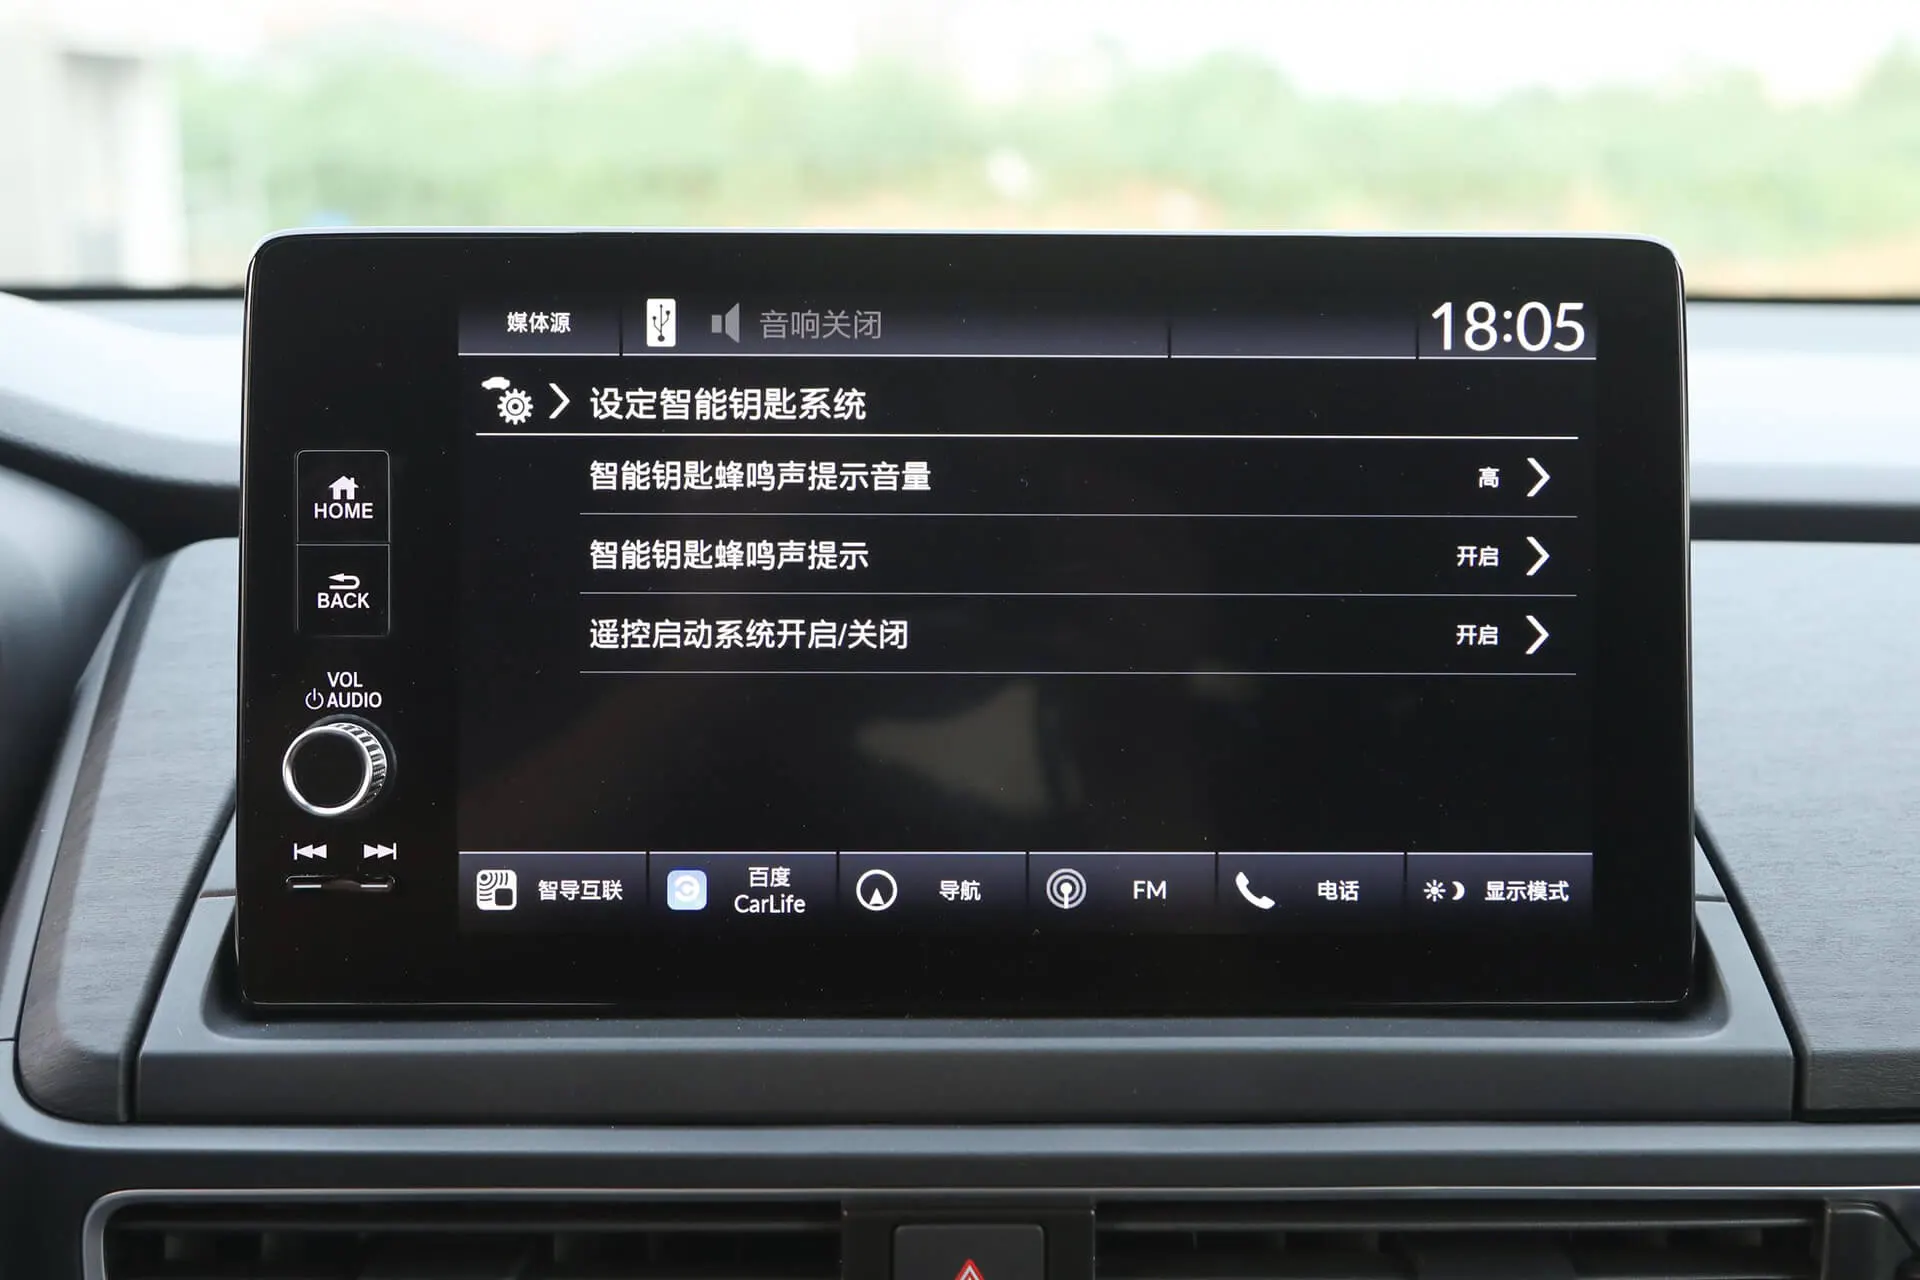 媒体源 音响关闭 18:05
设定智能钥匙系统
智能钥匙蜂鸣声提示音量 高
智能钥匙蜂鸣声提示 开启
遥控启动系统开启/关闭 开启
HOME
BACK
VOL
AUDIO
智导互联
百度
CarLife
导航
FM
电话
显示模式